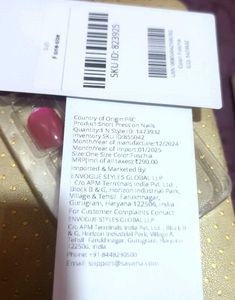 SKU ID: 823925
Country of Origin:PRC
Product:Short Press on Nails
Quantity:1 N Style ID: 1473932
Inventory SKU ID:855042
Month/Year of manufacture:12/2024
Month/Year of import:01/2025
Size:One-Size Color:Fuschia
MRP(Incl of all taxes):₹290.00
Imported & Marketed By:
ENVOGUE STYLES GLOBAL LLP
C/o APM Terminals India Pvt. Ltd.,
Block B & G, Horizon Industrial Park,
Village & Tehsil Farukhnagar,
Gurugram, Haryana 122506, India
For Customer Complaints Contact
ENVOGUE STYLES GLOBAL LLP
C/o APM Terminals India Pvt. Ltd., Block B
& G, Horizon Industrial Park, Village &
Tehsil Farukhnagar, Gurugram, Haryana
122506, India
Phone: +91 8448290500
Email: support@savana.com